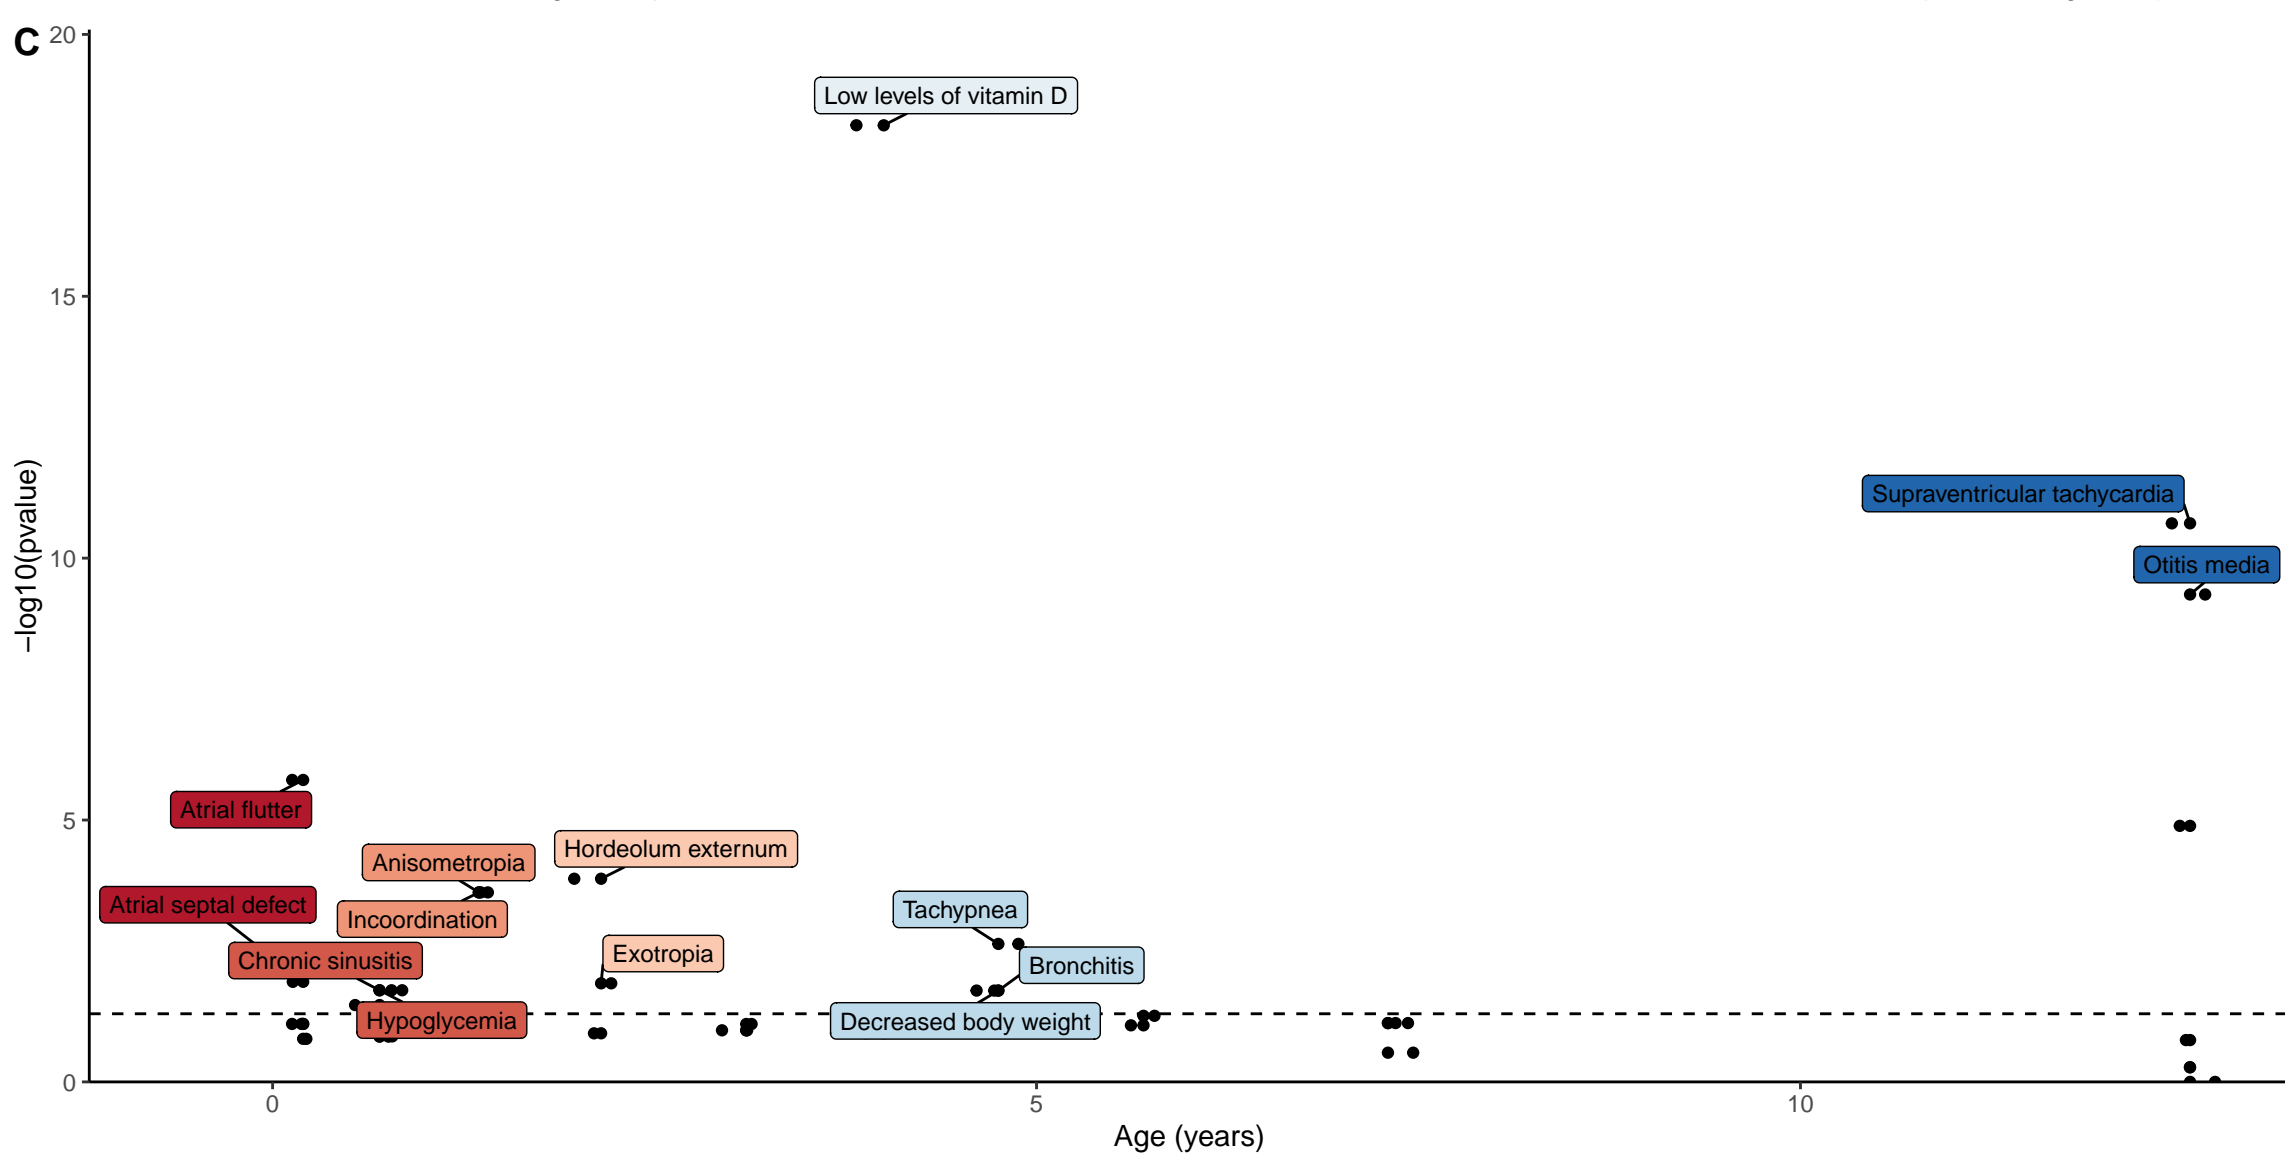 C
20
Low levels of vitamin D
15
Supraventricular tachycardia
10
Otitis media
–log10(pvalue)
5
Atrial flutter
Hordeolum externum
Anisometropia
Atrial septal defect
Incoordination
Tachypnea
Exotropia
Chronic sinusitis
Bronchitis
Hypoglycemia
Decreased body weight
0
0
5
10
Age (years)